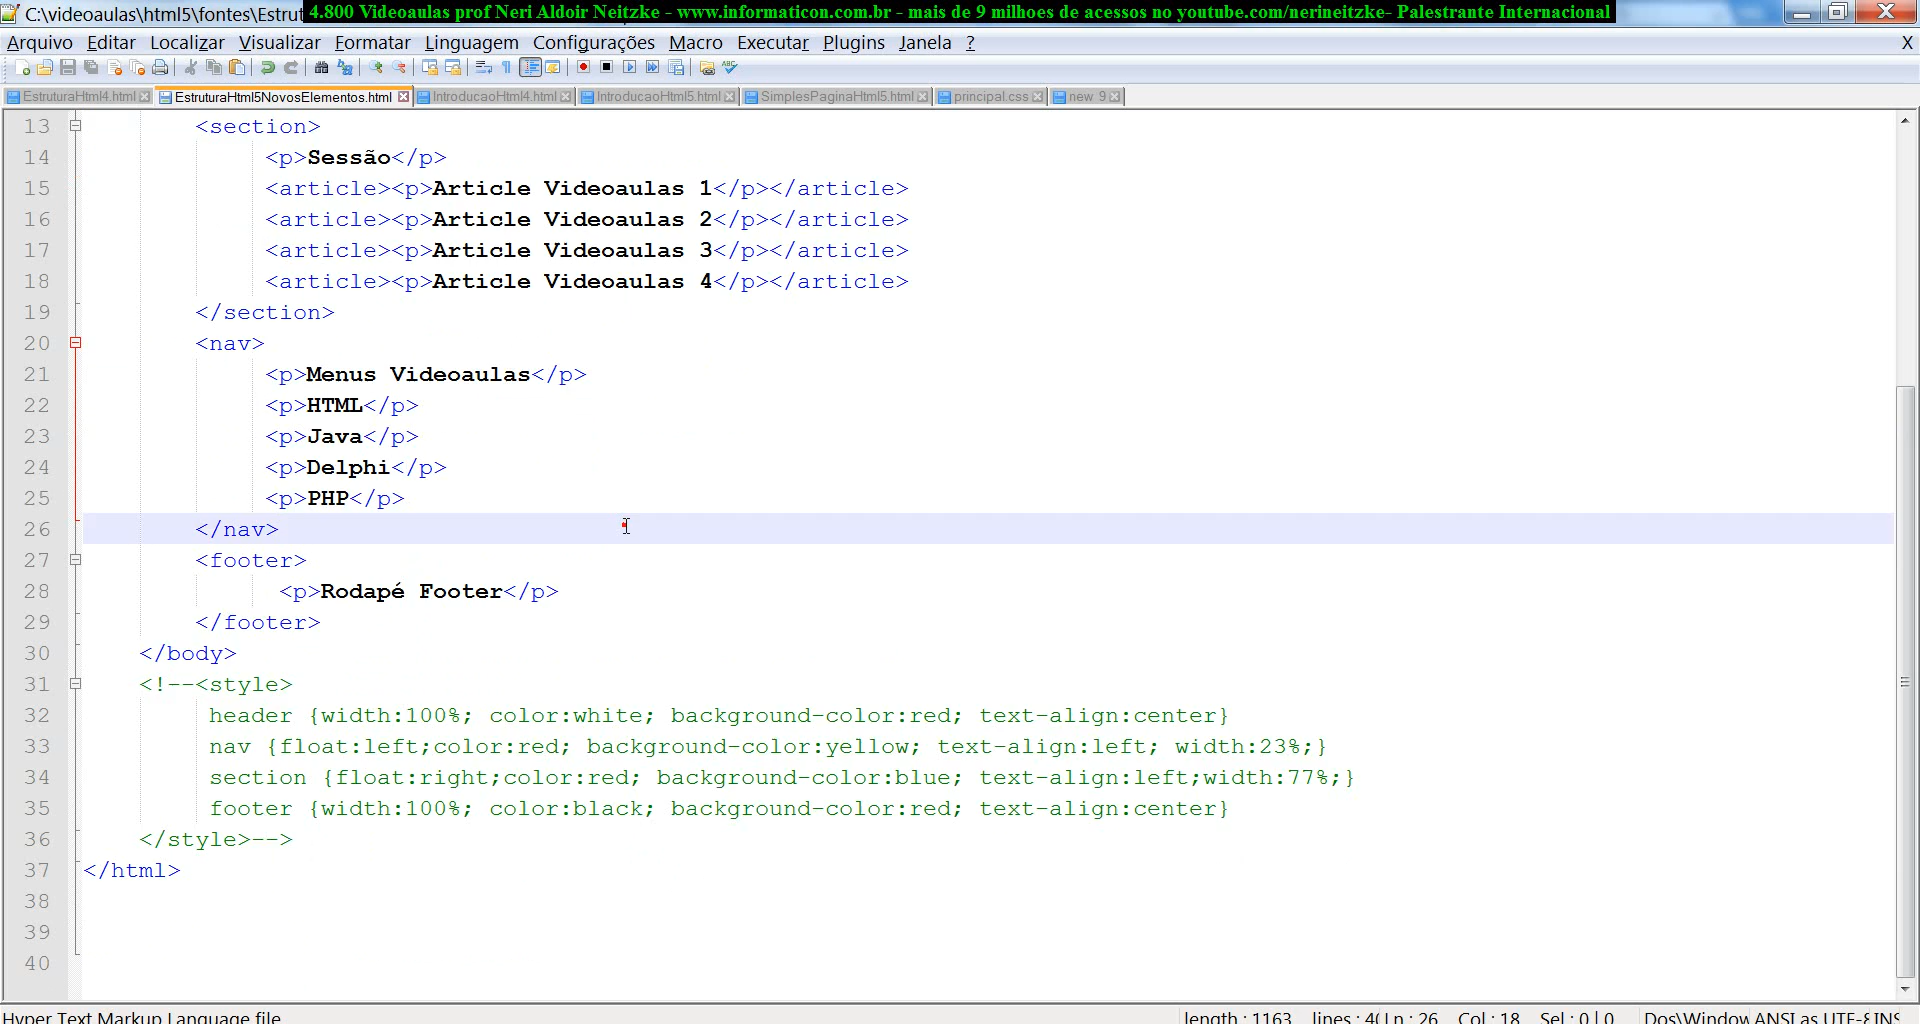 C:\videoaulas\html5\fontes\Estrut
4.800 Videoaulas prof Neri Aldoir Neitzke - www.informaticon.com.br - mais de 9 milhoes de acessos no youtube.com/nerineitzke- Palestrante Internacional
Arquivo Editar Localizar Visualizar Formatar Linguagem Configurações Macro Executar Plugins Janela ? X
EstruturaHtml4.html EstruturaHtml5NovosElementos.html IntroducaoHtml4.html IntroducaoHtml5.html SimplesPaginaHtml5.html principal.css new 9
13 <section>
14 <p>Sessão</p>
15 <article><p>Article Videoaulas 1</p></article>
16 <article><p>Article Videoaulas 2</p></article>
17 <article><p>Article Videoaulas 3</p></article>
18 <article><p>Article Videoaulas 4</p></article>
19 </section>
20 <nav>
21 <p>Menus Videoaulas</p>
22 <p>HTML</p>
23 <p>Java</p>
24 <p>Delphi</p>
25 <p>PHP</p>
26 </nav>
27 <footer>
28 <p>Rodapé Footer</p>
29 </footer>
30 </body>
31 <!--<style>
32 header {width:100%; color:white; background-color:red; text-align:center}
33 nav {float:left;color:red; background-color:yellow; text-align:left; width:23%;}
34 section {float:right;color:red; background-color:blue; text-align:left;width:77%;}
35 footer {width:100%; color:black; background-color:red; text-align:center}
36 </style>-->
37 </html>
38
39
40
Hyper Text Markup Language file length : 1163 lines : 4( Ln : 26 Col : 18 Sel : 0 | 0 Dos\Window ANSI as UTF-8 INS